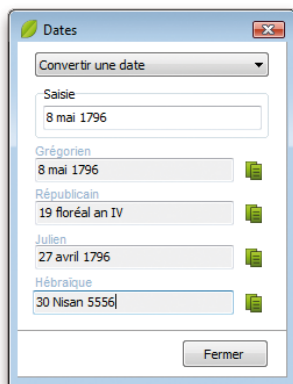 Dates
Convertir une date
Saisie
8 mai 1796
Grégorien
8 mai 1796
Républicain
19 floréal an IV
Julien
27 avril 1796
Hébraïque
30 Nisan 5556
Fermer